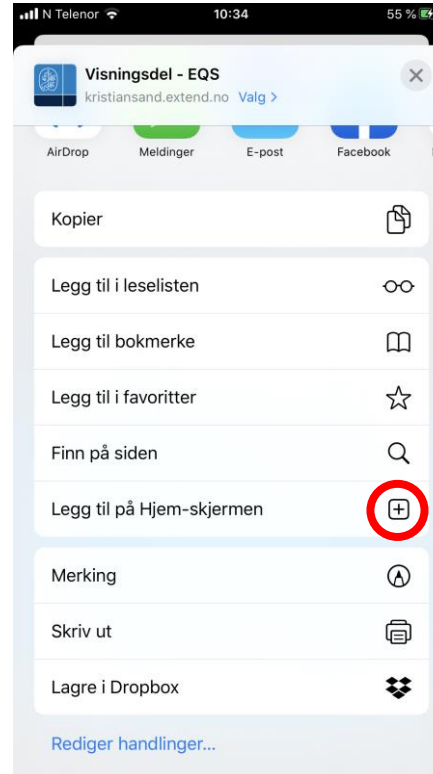 N Telenor 10:34 55 %
Visningsdel - EQS
kristiansand.extend.no Valg >
AirDrop Meldinger E-post Facebook
Kopier
Legg til i leselisten
Legg til bokmerke
Legg til i favoritter
Finn på siden
Legg til på Hjem-skjermen
Merking
Skriv ut
Lagre i Dropbox
Rediger handlinger...